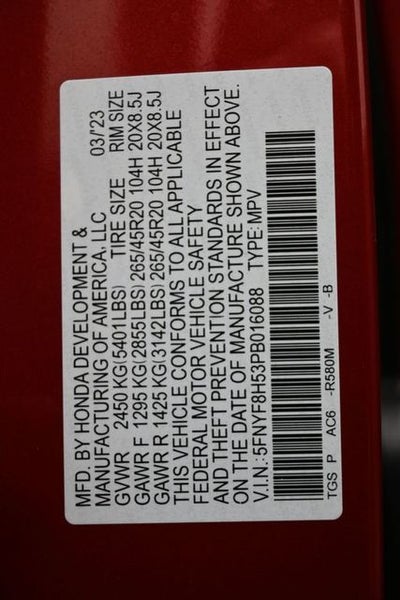 MFD. BY HONDA DEVELOPMENT &
MANUFACTURING OF AMERICA, LLC 03/'23
GVWR 2450 KG(5401LBS) TIRE SIZE RIM SIZE
GAWR F 1295 KG(2855LBS) 265/45R20 104H 20X8.5J
GAWR R 1425 KG(3142LBS) 265/45R20 104H 20X8.5J
THIS VEHICLE CONFORMS TO ALL APPLICABLE
FEDERAL MOTOR VEHICLE SAFETY
AND THEFT PREVENTION STANDARDS IN EFFECT
ON THE DATE OF MANUFACTURE SHOWN ABOVE.
V.I.N.:5FNYF8H53PB016088 TYPE:MPV
TGS P AC6 -R580M -V -B